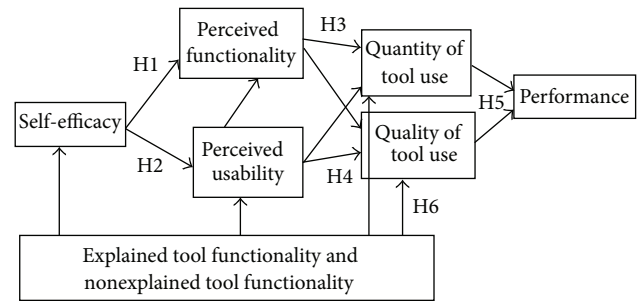 Perceived
functionality
H3
Quantity of
tool use
H1
Self-efficacy
H2
Perceived
usability
H4
Quality of
tool use
H5
Performance
H6
Explained tool functionality and
nonexplained tool functionality